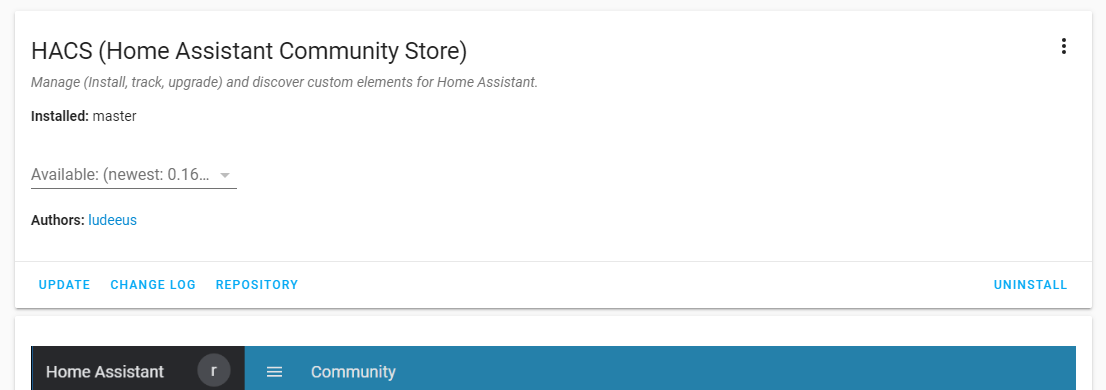 HACS (Home Assistant Community Store)
Manage (Install, track, upgrade) and discover custom elements for Home Assistant.
Installed: master
Available: (newest: 0.16...
Authors: ludeeus
UPDATE CHANGE LOG REPOSITORY UNINSTALL
Home Assistant r Community